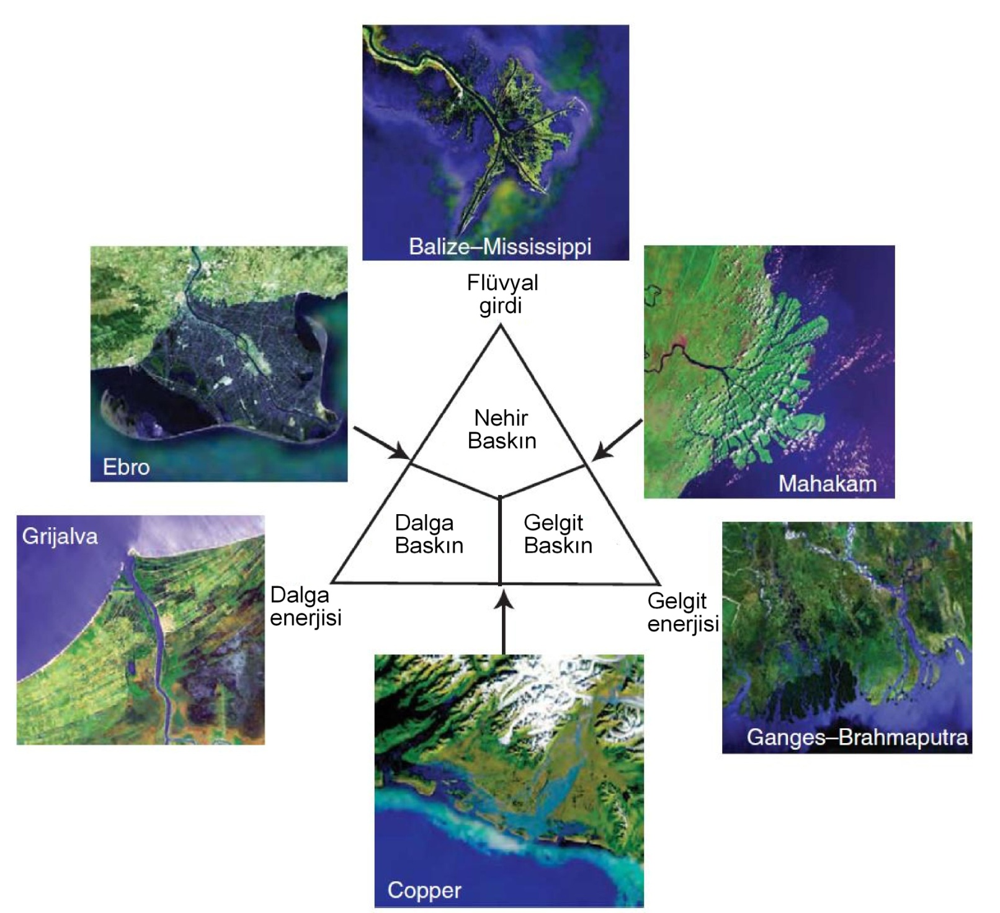 Balize–Mississippi
Flüvyal
girdi
Ebro
Mahakam
Nehir
Baskın
Grijalva
Dalga
Baskın
Gelgit
Baskın
Dalga
enerjisi
Gelgit
enerjisi
Ganges–Brahmaputra
Copper